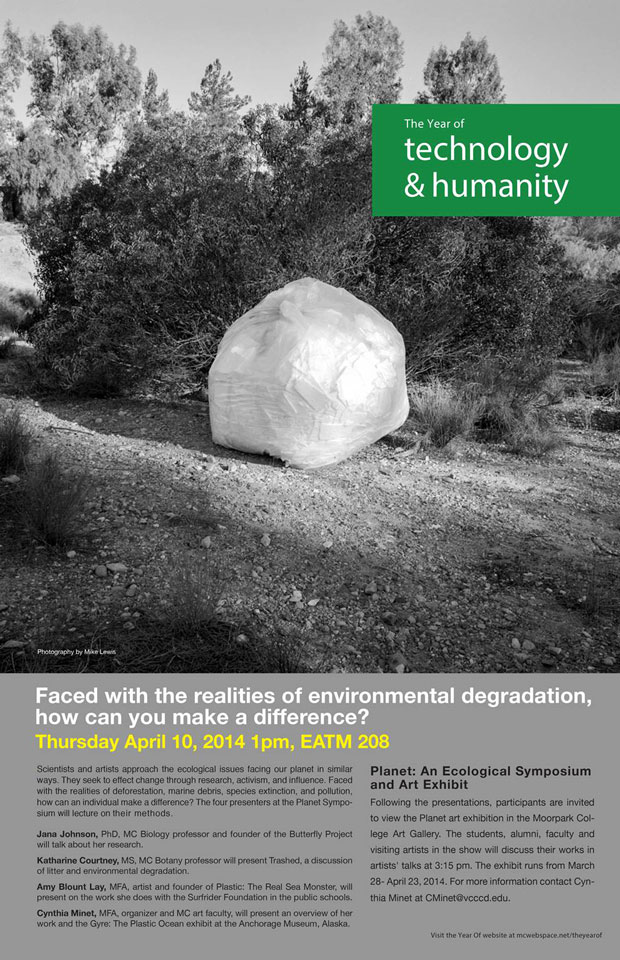 The Year of
technology
& humanity
Photography by Mike Lewis
Faced with the realities of environmental degradation,
how can you make a difference?
Thursday April 10, 2014 1pm, EATM 208
Scientists and artists approach the ecological issues facing our planet in similar
ways. They seek to effect change through research, activism, and influence. Faced
with the realities of deforestation, marine debris, species extinction, and pollution,
how can an individual make a difference? The four presenters at the Planet Sympo-
sium will lecture on their methods.
Jana Johnson, PhD, MC Biology professor and founder of the Butterfly Project
will talk about her research.
Katharine Courtney, MS, MC Botany professor will present Trashed, a discussion
of litter and environmental degradation.
Amy Blount Lay, MFA, artist and founder of Plastic: The Real Sea Monster, will
present on the work she does with the Surfrider Foundation in the public schools.
Cynthia Minet, MFA, organizer and MC art faculty, will present an overview of her
work and the Gyre: The Plastic Ocean exhibit at the Anchorage Museum, Alaska.
Planet: An Ecological Symposium
and Art Exhibit
Following the presentations, participants are invited
to view the Planet art exhibition in the Moorpark Col-
lege Art Gallery. The students, alumni, faculty and
visiting artists in the show will discuss their works in
artists' talks at 3:15 pm. The exhibit runs from March
28- April 23, 2014. For more information contact Cyn-
thia Minet at CMinet@vcccd.edu.
Visit the Year Of website at mcwebspace.net/theyearof